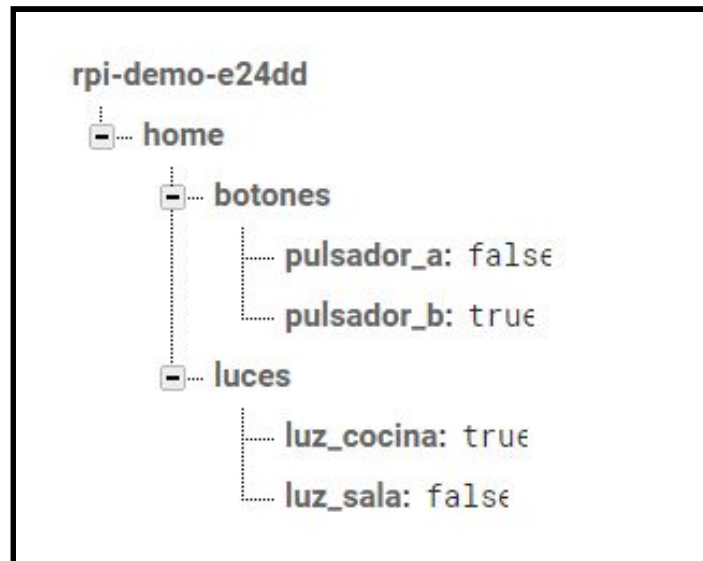 rpi-demo-e24dd
home
botones
pulsador_a: false
pulsador_b: true
luces
luz_cocina: true
luz_sala: false